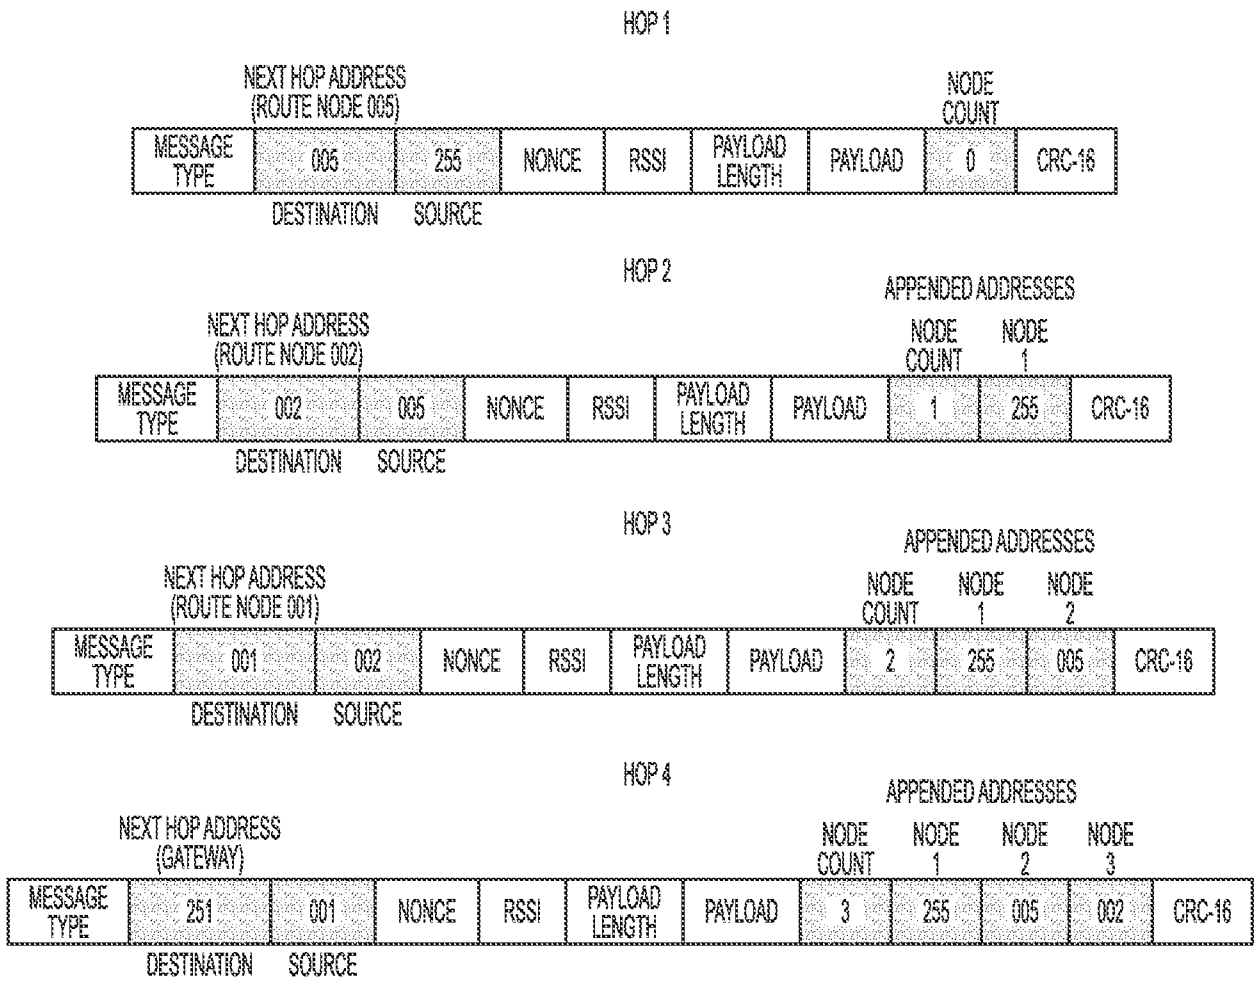 HOP 1
NEXT HOP ADDRESS
(ROUTE NODE 005)
NODE
COUNT
MESSAGE
TYPE
005
255
NONCE
RSSI
PAYLOAD
LENGTH
PAYLOAD
0
CRC-16
DESTINATION
SOURCE
HOP 2
APPENDED ADDRESSES
NEXT HOP ADDRESS
(ROUTE NODE 002)
NODE
COUNT
NODE
1
MESSAGE
TYPE
002
005
NONCE
RSSI
PAYLOAD
LENGTH
PAYLOAD
1
255
CRC-16
DESTINATION
SOURCE
HOP 3
APPENDED ADDRESSES
NEXT HOP ADDRESS
(ROUTE NODE 001)
NODE
COUNT
NODE
1
NODE
2
MESSAGE
TYPE
001
002
NONCE
RSSI
PAYLOAD
LENGTH
PAYLOAD
2
255
005
CRC-16
DESTINATION
SOURCE
HOP 4
APPENDED ADDRESSES
NEXT HOP ADDRESS
(GATEWAY)
NODE
COUNT
NODE
1
NODE
2
NODE
3
MESSAGE
TYPE
251
001
NONCE
RSSI
PAYLOAD
LENGTH
PAYLOAD
3
255
005
002
CRC-16
DESTINATION
SOURCE